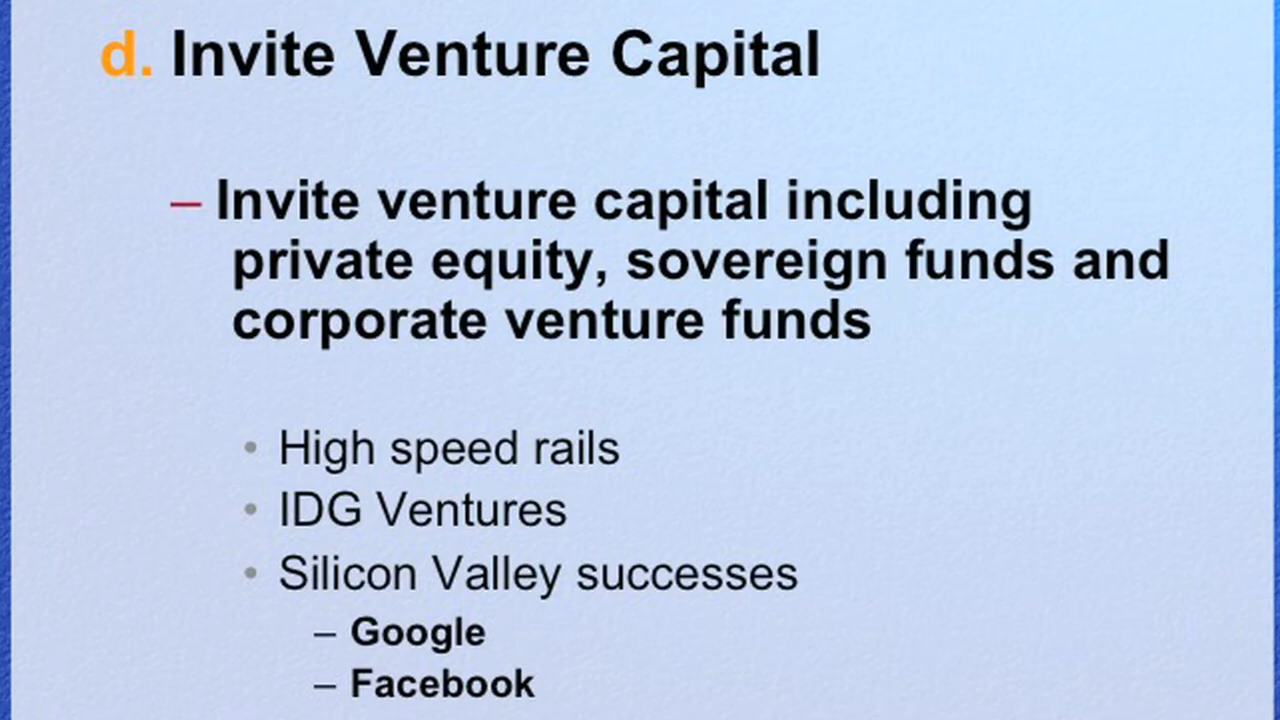 d. Invite Venture Capital
– Invite venture capital including
private equity, sovereign funds and
corporate venture funds
• High speed rails
• IDG Ventures
• Silicon Valley successes
– Google
– Facebook